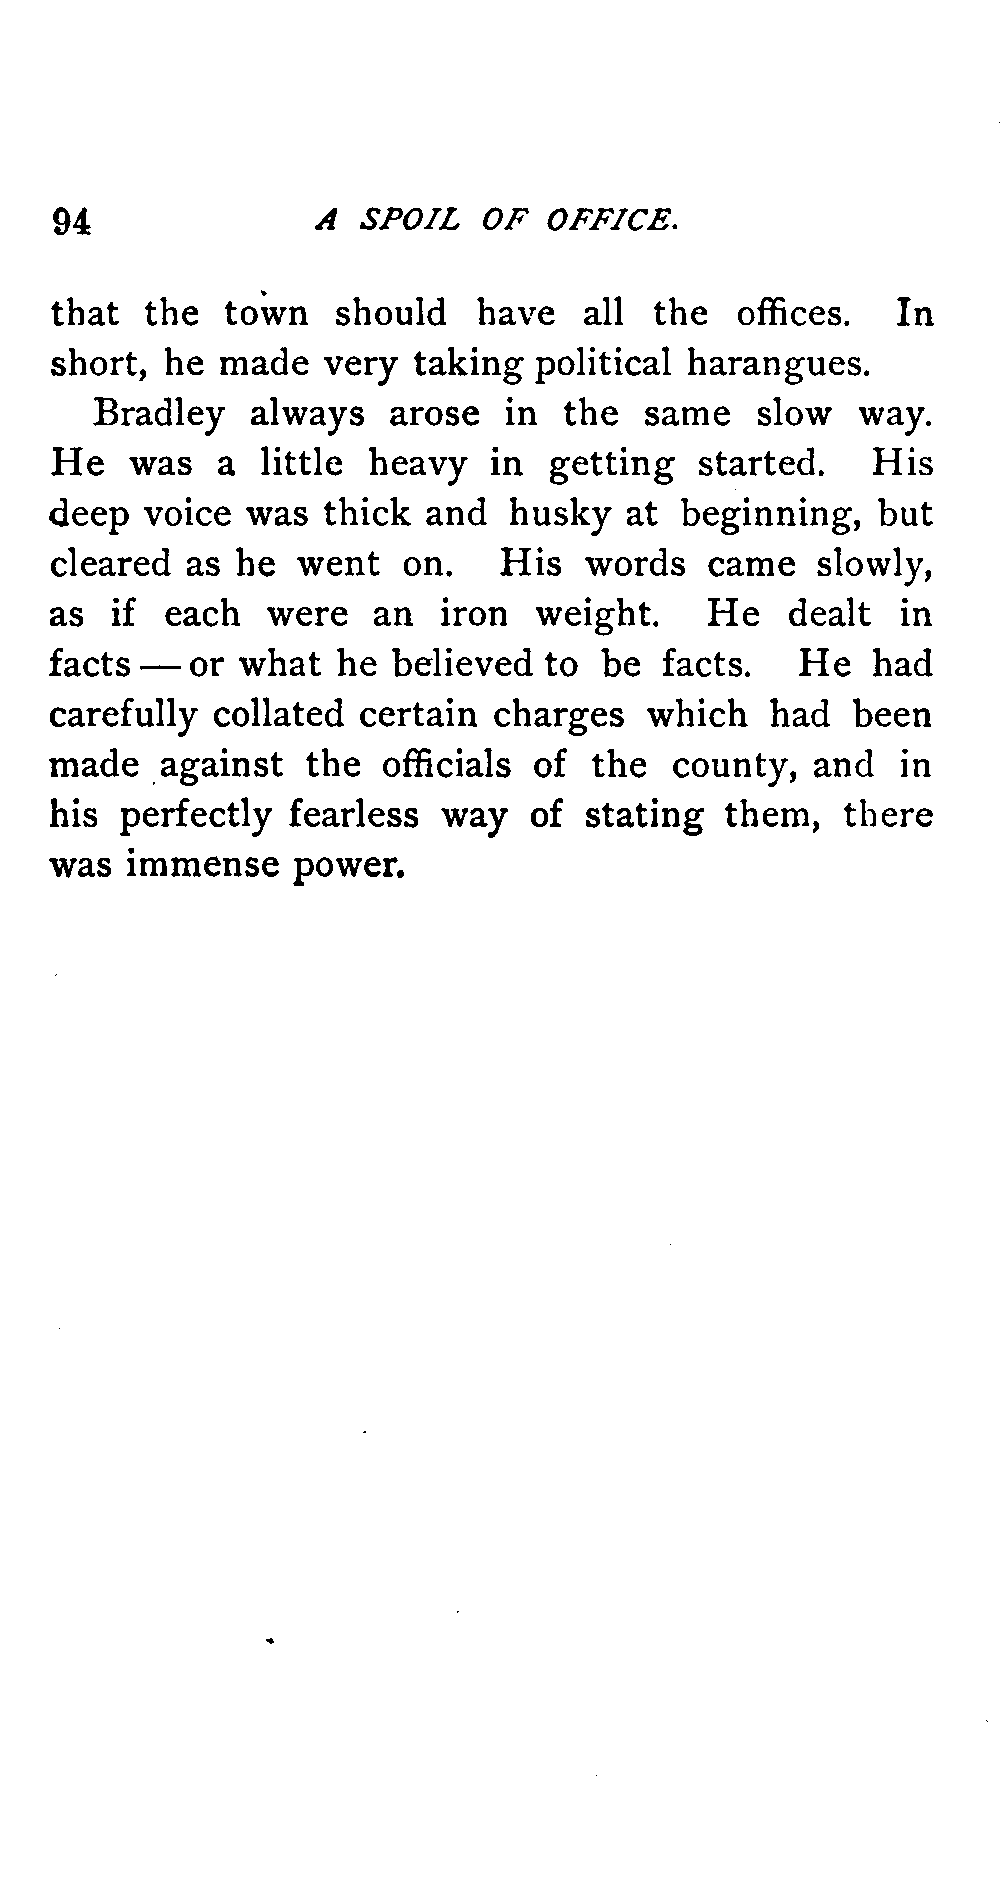 94 A SPOIL OF OFFICE.
that the town should have all the offices. In
short, he made very taking political harangues.
Bradley always arose in the same slow way.
He was a little heavy in getting started. His
deep voice was thick and husky at beginning, but
cleared as he went on. His words came slowly,
as if each were an iron weight. He dealt in
facts — or what he believed to be facts. He had
carefully collated certain charges which had been
made against the officials of the county, and in
his perfectly fearless way of stating them, there
was immense power.